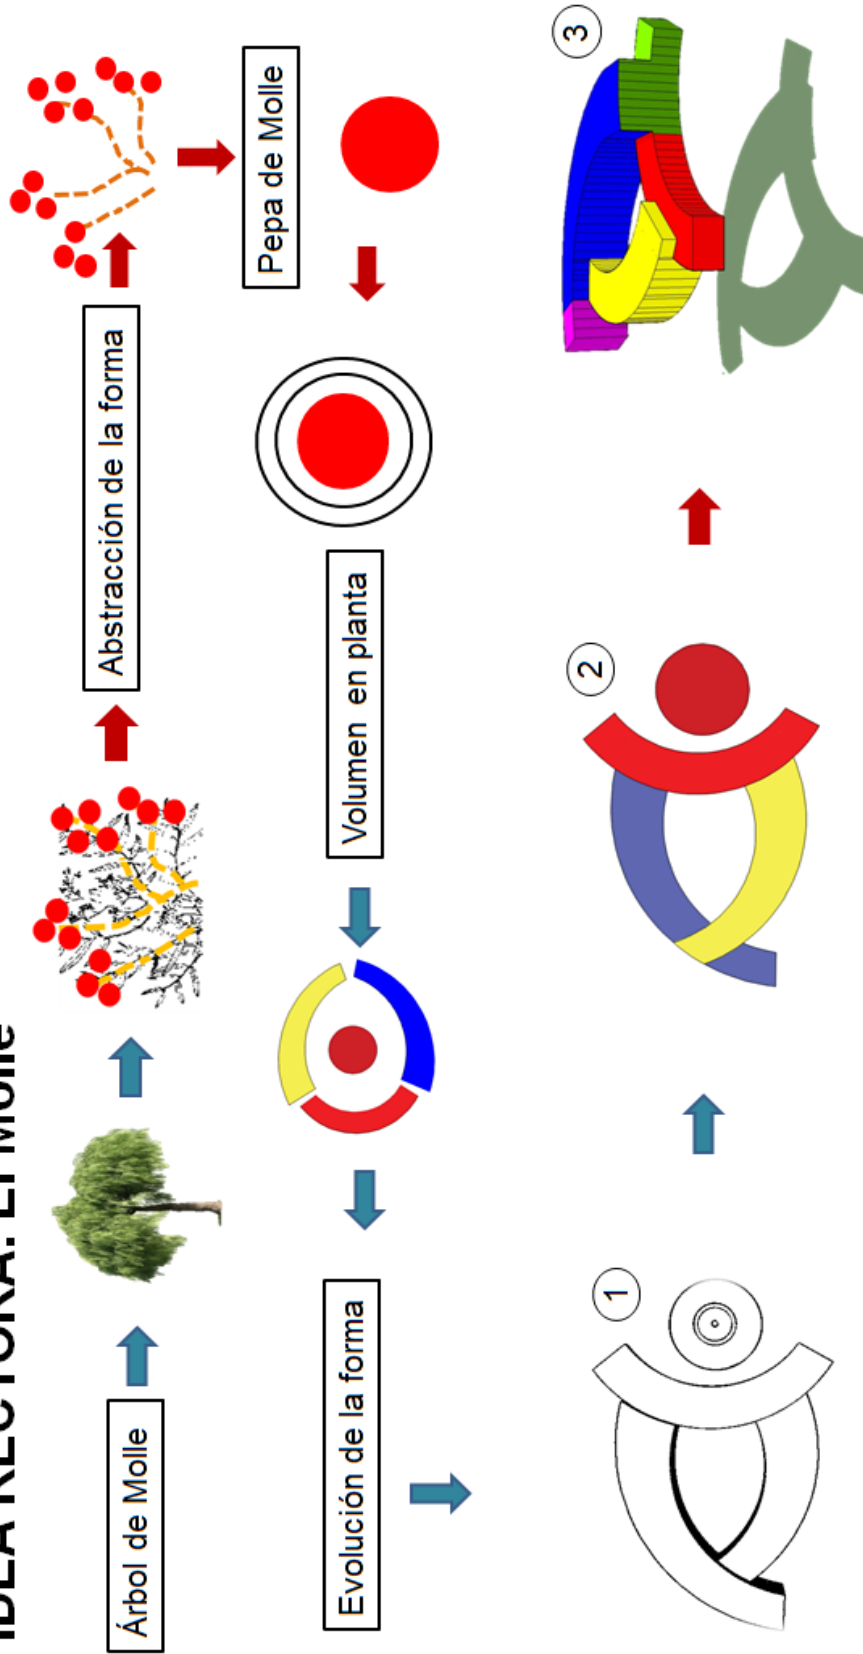 IDEA RECTORA: El Molle
Árbol de Molle
Abstracción de la forma
Pepa de Molle
Volumen en planta
Evolución de la forma
1
2
3